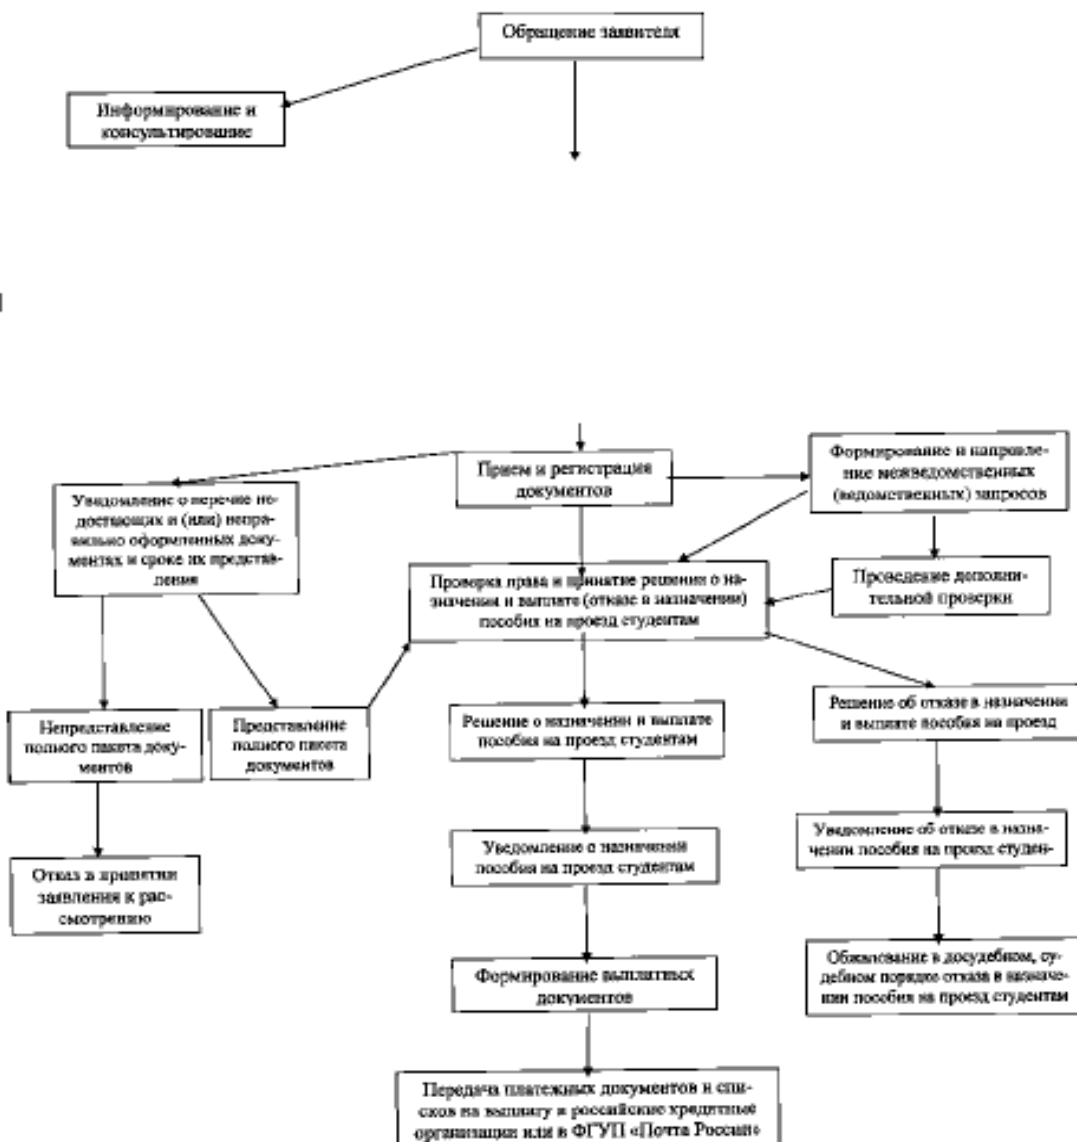 Обращение заявителя
Информирование и
консультирование
Прием и регистрация
документов
Формирование и направле-
ние межведомственных
(ведомственных) запросов
Уведомление о перечне не-
достающих и (или) непра-
вильно оформленных доку-
ментах и сроке их представ-
ления
Проверка права и принятие решения о на-
значении и выплате (отказе в назначении)
пособия на проезд студентам
Проведение дополни-
тельной проверки
Непредставление
полного пакета доку-
ментов
Представление
полного пакета
документов
Решение о назначении и выплате
пособия на проезд студентам
Решение об отказе в назначении
и выплате пособия на проезд
Отказ в принятии
заявления к рас-
смотрению
Уведомление о назначении
пособия на проезд студентам
Уведомление об отказе в назна-
чении пособия на проезд студен-
Формирование выплатных
документов
Обжалование в досудебном, су-
дебном порядке отказа в назначе-
нии пособия на проезд студентам
Передача платежных документов и спи-
сков на выплату в российские кредитные
организации или в ФГУП «Почта России»